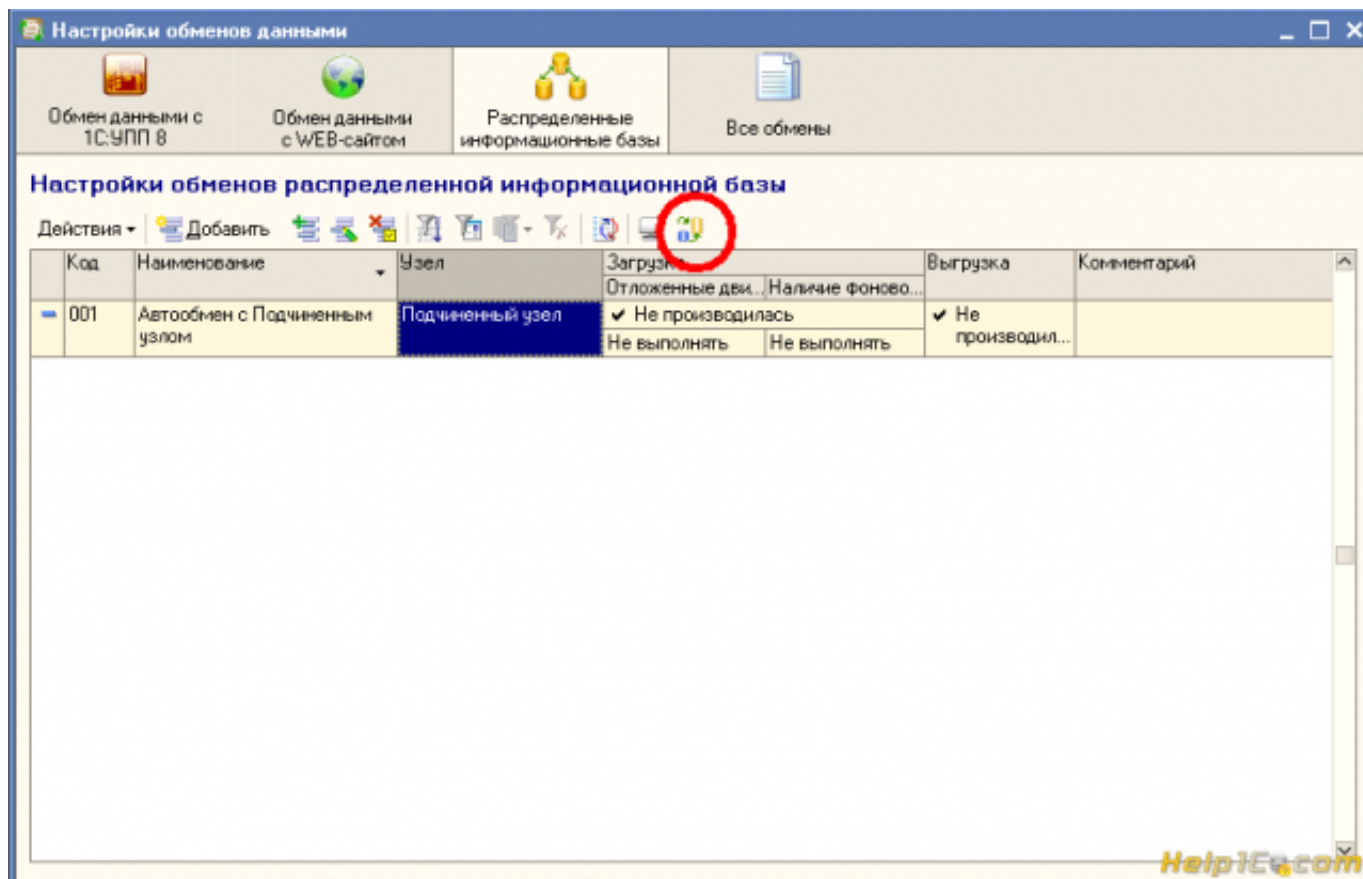 Настройки обменов данными
Обмен данными с
1С:УПП 8
Обмен данными
с WEB-сайтом
Распределенные
информационные базы
Все обмены
Настройки обменов распределенной информационной базы
Действия
Добавить
Код
Наименование
Узел
Загрузка
Выгрузка
Комментарий
Отложенные дви...
Наличие фоново...
001
Автообмен с Подчиненным
узлом
Подчиненный узел
Не производилась
Не
производил...
Не выполнять
Не выполнять
Help1C.com